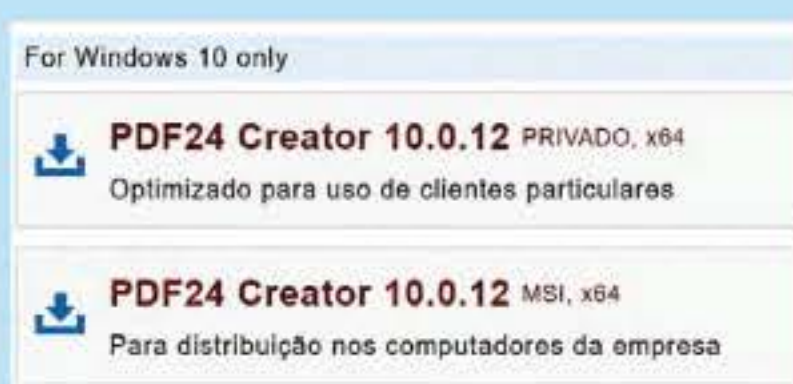 For Windows 10 only
PDF24 Creator 10.0.12 PRIVADO, x64
Optimizado para uso de clientes particulares
PDF24 Creator 10.0.12 MSI, x64
Para distribuição nos computadores da empresa